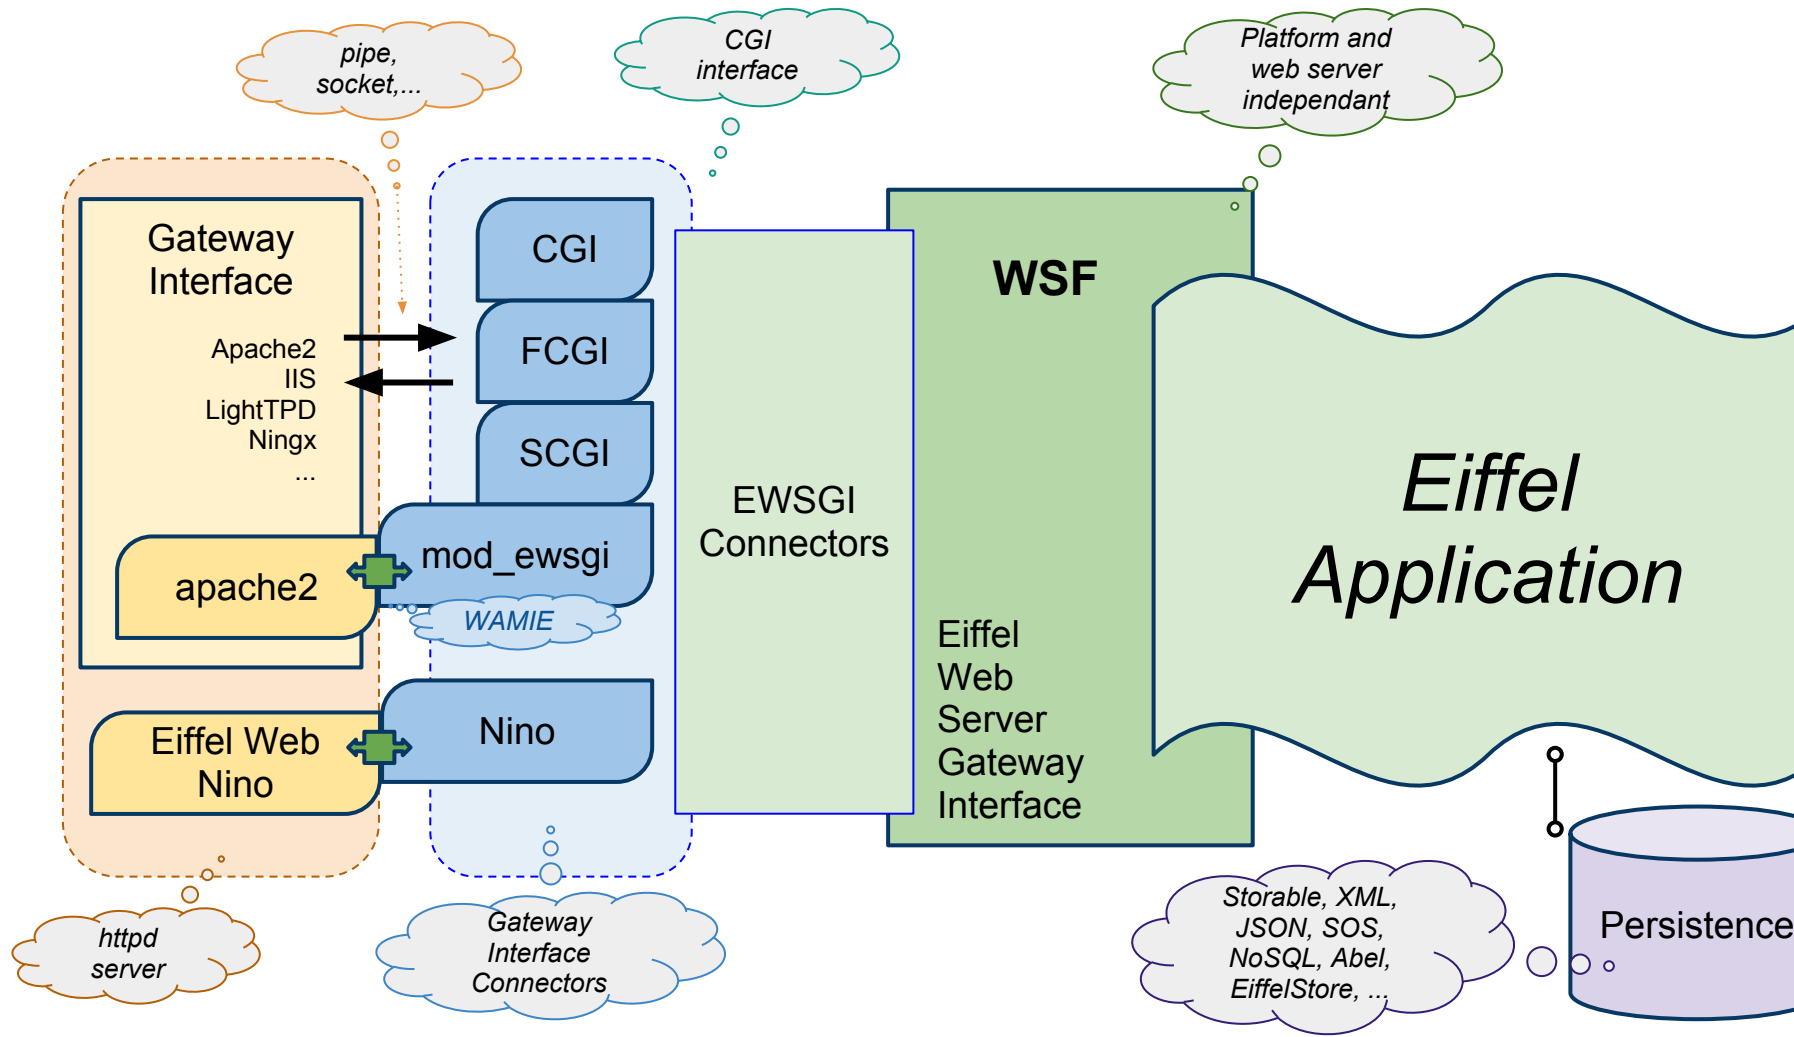 pipe,
socket,...
CGI
interface
Platform and
web server
independant
Gateway
Interface
Apache2
IIS
LightTPD
Ningx
...
apache2
Eiffel Web
Nino
CGI
FCGI
SCGI
mod_ewsgi
WAMIE
Nino
EWSGI
Connectors
WSF
Eiffel
Web
Server
Gateway
Interface
Eiffel
Application
httpd
server
Gateway
Interface
Connectors
Storable, XML,
JSON, SOS,
NoSQL, Abel,
EiffelStore, ...
Persistence